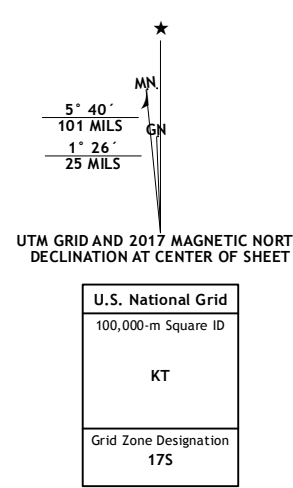 ★
MN
5° 40´
101 MILS
GN
1° 26´
25 MILS
UTM GRID AND 2017 MAGNETIC NORT
DECLINATION AT CENTER OF SHEET
U.S. National Grid
100,000-m Square ID
KT
Grid Zone Designation
17S